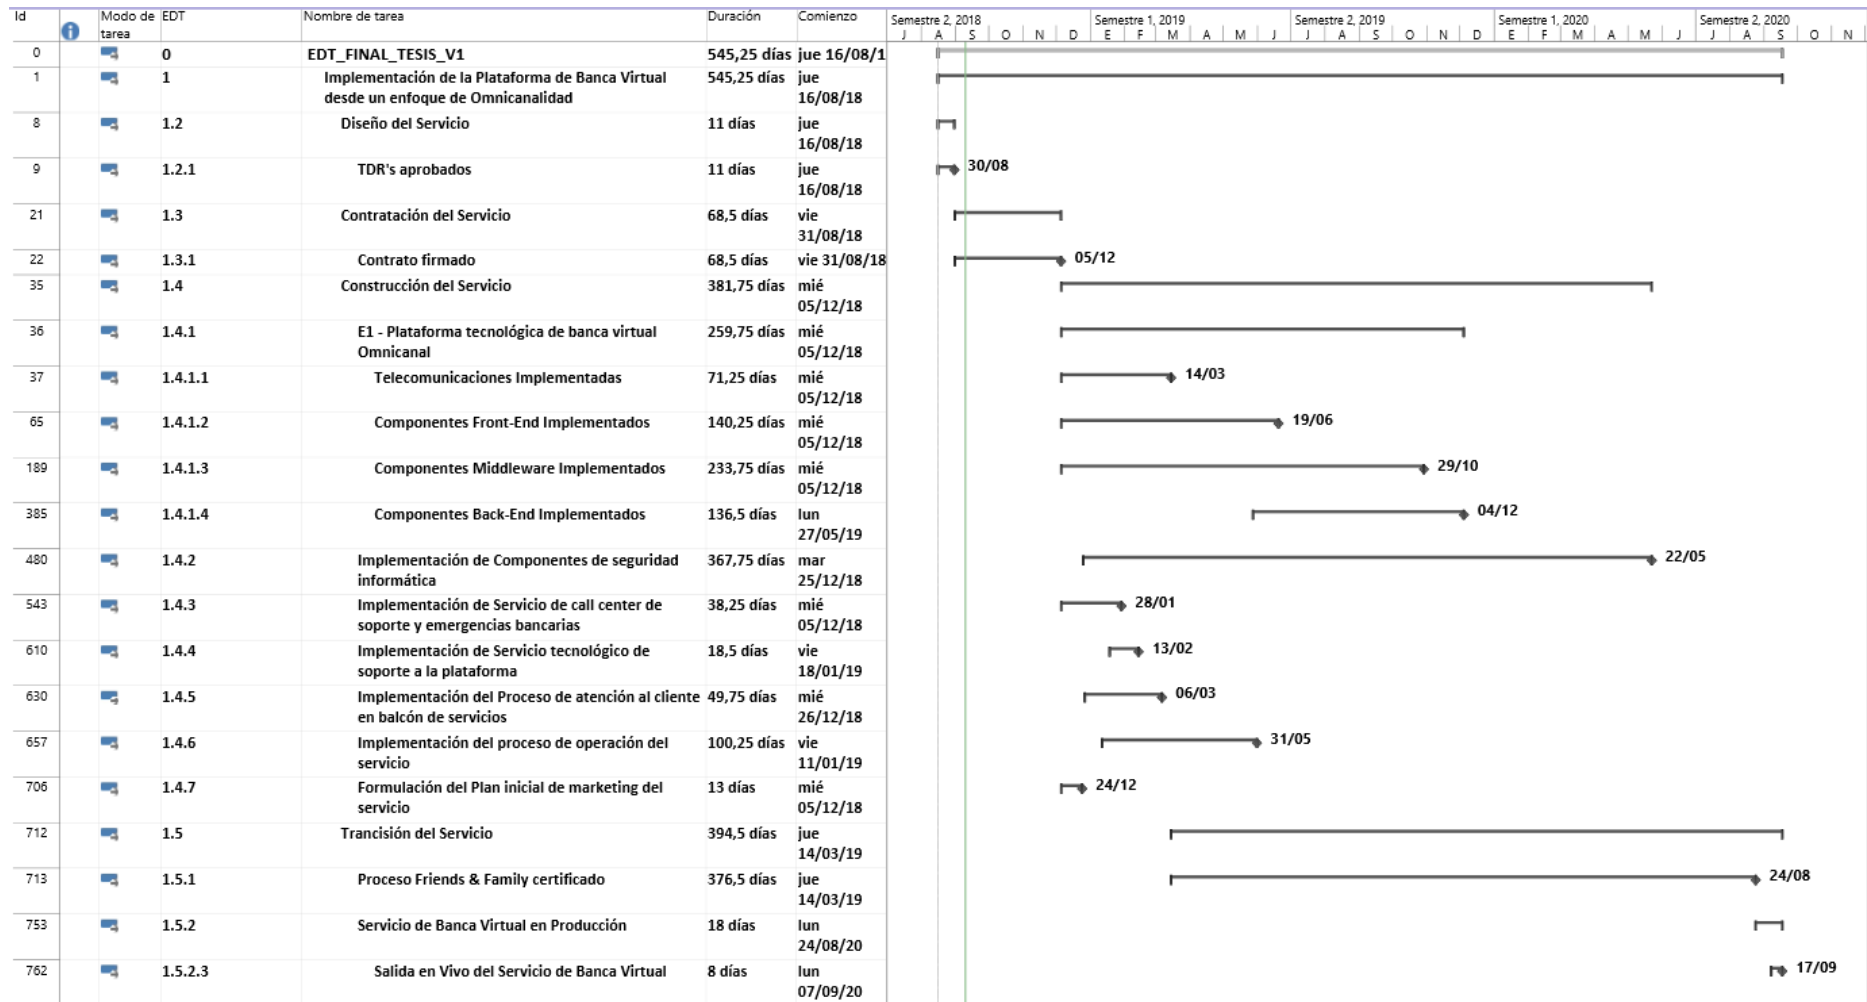 Id Modo de tarea EDT Nombre de tarea Duración Comienzo
Semestre 2, 2018 Semestre 1, 2019 Semestre 2, 2019 Semestre 1, 2020 Semestre 2, 2020
J A S O N D E F M A M J J A S O N D E F M A M J J A S O N
0 0 EDT_FINAL_TESIS_V1 545,25 días jue 16/08/1
1 1 Implementación de la Plataforma de Banca Virtual 545,25 días jue
desde un enfoque de Omnicanalidad 16/08/18
8 1.2 Diseño del Servicio 11 días jue
16/08/18
9 1.2.1 TDR's aprobados 11 días jue 30/08
16/08/18
21 1.3 Contratación del Servicio 68,5 días vie
31/08/18
22 1.3.1 Contrato firmado 68,5 días vie 31/08/18 05/12
35 1.4 Construcción del Servicio 381,75 días mié
05/12/18
36 1.4.1 E1 - Plataforma tecnológica de banca virtual 259,75 días mié
Omnicanal 05/12/18
37 1.4.1.1 Telecomunicaciones Implementadas 71,25 días mié 14/03
05/12/18
65 1.4.1.2 Componentes Front-End Implementados 140,25 días mié 19/06
05/12/18
189 1.4.1.3 Componentes Middleware Implementados 233,75 días mié 29/10
05/12/18
385 1.4.1.4 Componentes Back-End Implementados 136,5 días lun 04/12
27/05/19
480 1.4.2 Implementación de Componentes de seguridad 367,75 días mar 22/05
informática 25/12/18
543 1.4.3 Implementación de Servicio de call center de 38,25 días mié 28/01
soporte y emergencias bancarias 05/12/18
610 1.4.4 Implementación de Servicio tecnológico de 18,5 días vie 13/02
soporte a la plataforma 18/01/19
630 1.4.5 Implementación del Proceso de atención al cliente 49,75 días mié 06/03
en balcón de servicios 26/12/18
657 1.4.6 Implementación del proceso de operación del 100,25 días vie 31/05
servicio 11/01/19
706 1.4.7 Formulación del Plan inicial de marketing del 13 días mié 24/12
servicio 05/12/18
712 1.5 Trancisión del Servicio 394,5 días jue
14/03/19
713 1.5.1 Proceso Friends & Family certificado 376,5 días jue 24/08
14/03/19
753 1.5.2 Servicio de Banca Virtual en Producción 18 días lun
24/08/20
762 1.5.2.3 Salida en Vivo del Servicio de Banca Virtual 8 días lun 17/09
07/09/20